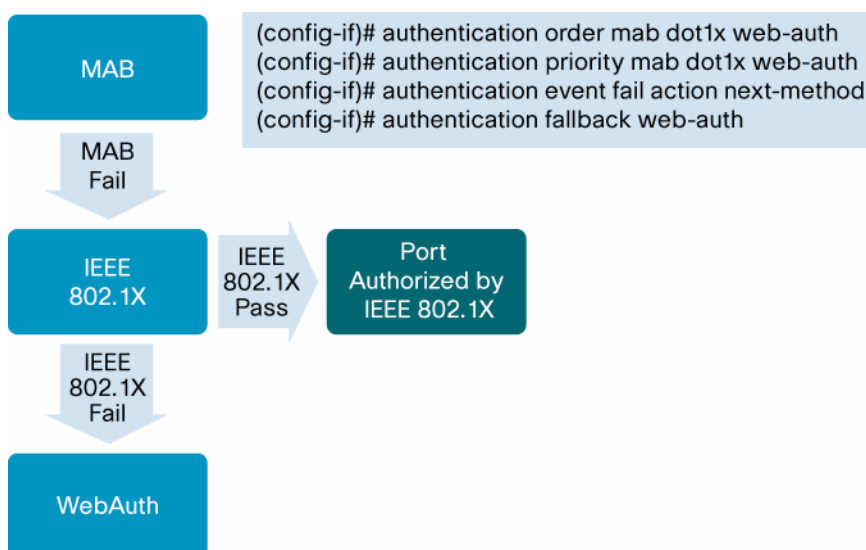 MAB
(config-if)# authentication order mab dot1x web-auth
(config-if)# authentication priority mab dot1x web-auth
(config-if)# authentication event fail action next-method
(config-if)# authentication fallback web-auth
MAB
Fail
IEEE
802.1X
IEEE
802.1X
Pass
Port
Authorized by
IEEE 802.1X
IEEE
802.1X
Fail
WebAuth